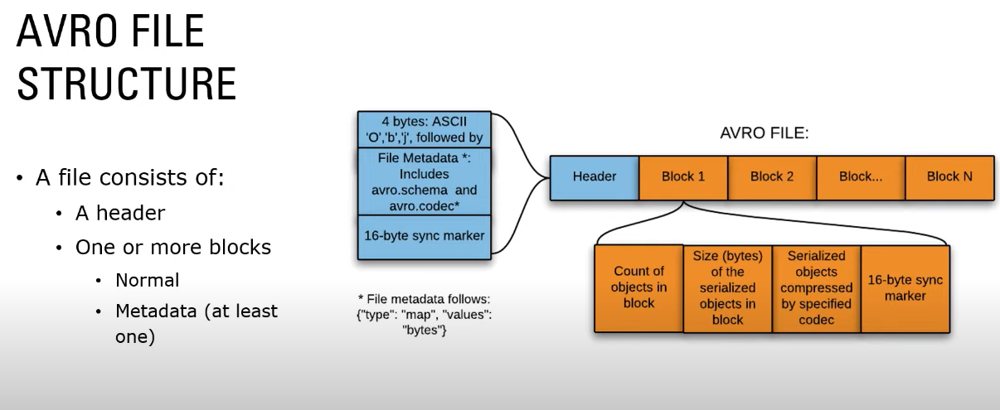 AVRO FILE
STRUCTURE
• A file consists of:
• A header
• One or more blocks
• Normal
• Metadata (at least
one)
4 bytes: ASCII
'O','b','j', followed by
File Metadata *:
Includes
avro.schema and
avro.codec*
16-byte sync marker
* File metadata follows:
{"type": "map", "values":
"bytes"}
AVRO FILE:
Header
Block 1
Block 2
Block...
Block N
Count of
objects in
block
Size (bytes)
of the
serialized
objects in
block
Serialized
objects
compressed
by specified
codec
16-byte sync
marker